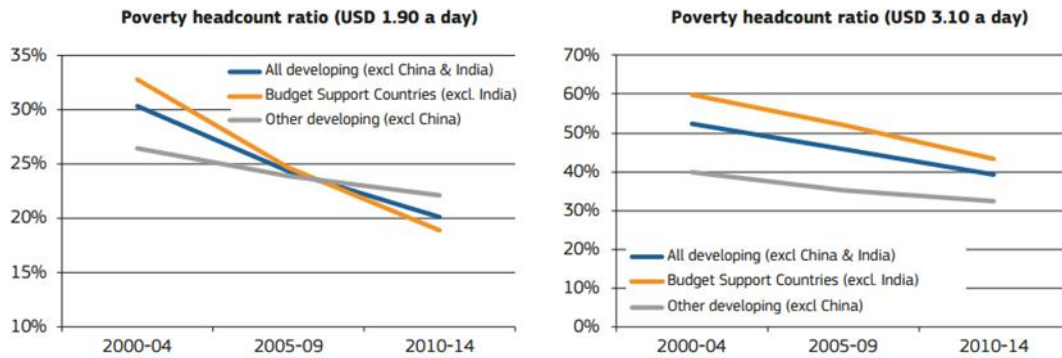 Poverty headcount ratio (USD 1.90 a day)
35%
30%
25%
20%
15%
10%
All developing (excl China & India)
Budget Support Countries (excl. India)
Other developing (excl China)
2000-04 2005-09 2010-14
Poverty headcount ratio (USD 3.10 a day)
70%
60%
50%
40%
30%
20%
10%
0%
All developing (excl China & India)
Budget Support Countries (excl. India)
Other developing (excl China)
2000-04 2005-09 2010-14